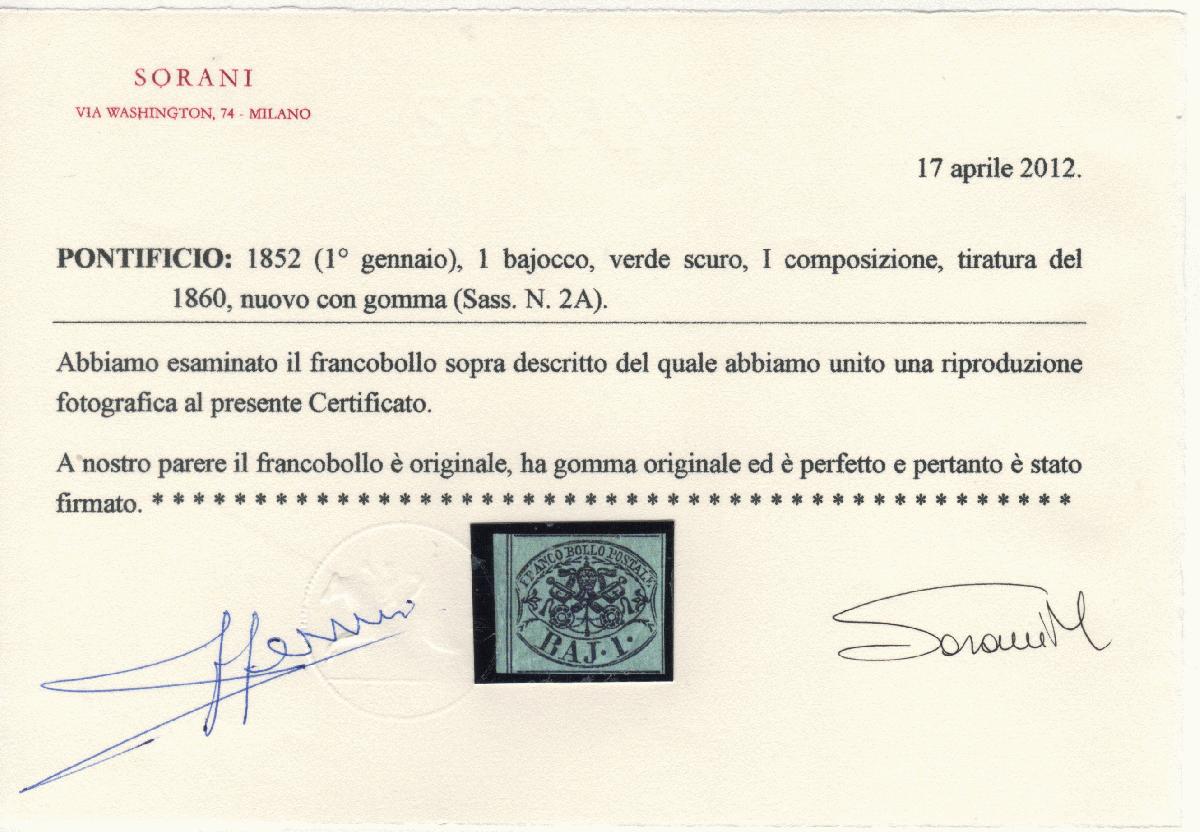 SORANI
VIA WASHINGTON, 74 - MILANO
17 aprile 2012.
PONTIFICIO: 1852 (1° gennaio), 1 bajocco, verde scuro, I composizione, tiratura del
1860, nuovo con gomma (Sass. N. 2A).
Abbiamo esaminato il francobollo sopra descritto del quale abbiamo unito una riproduzione
fotografica al presente Certificato.
A nostro parere il francobollo è originale, ha gomma originale ed è perfetto e pertanto è stato
firmato. * * * * * * * * * * * * * * * * * * * * * * * * * * * * * * * * * * * * * * * * * * * * *
FRANCO BOLLO POSTALE
BAJ. 1.
Sorani M